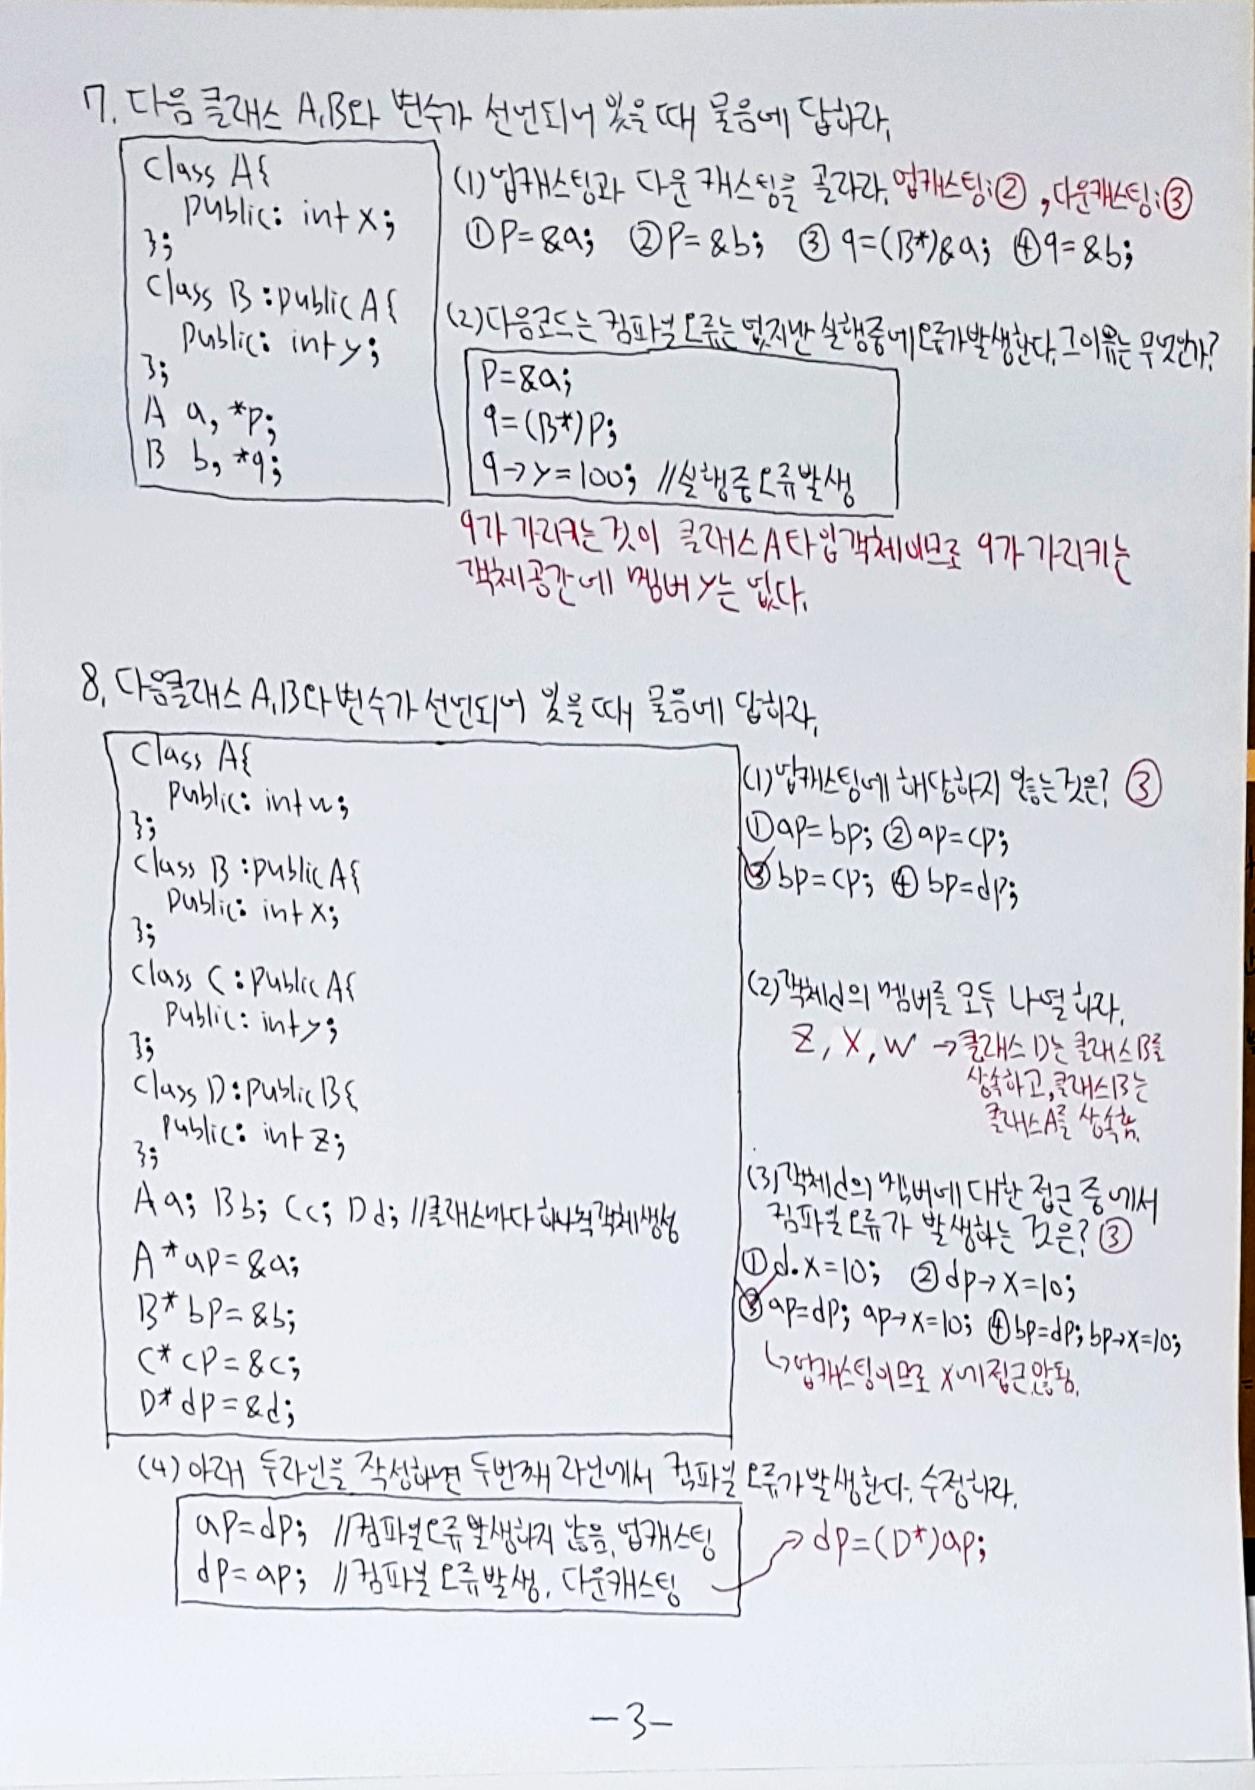 7. 다음 클래스 A,B와 변수가 선언되어 있을 때 물음에 답하라.
class A{
public: int x;
};
class B :public A{
public: int y;
};
A a, *p;
B b, *q;
(1) 업캐스팅과 다운 캐스팅을 골라라. 업캐스팅:②, 다운캐스팅:③
① p=&a; ② p=&b; ③ q=(B*)&a; ④ q=&b;
(2) 다음코드는 컴파일 오류는 없지만 실행중에 오류가 발생한다. 그 이유는 무엇인가?
p=&a;
q=(B*)p;
q->y=100; //실행중 오류 발생
q가 가리키는 것이 클래스 A타입 객체이므로 q가 가리키는
객체공간에 멤버 y는 없다.
8. 다음클래스 A,B와 변수가 선언되어 있을 때 물음에 답하라.
class A{
public: int w;
};
class B :public A{
public: int x;
};
class C:public A{
public: int y;
};
class D:public B{
public: int z;
};
A a; B b; C c; D d; //클래스마다 하나씩 객체생성
A* ap=&a;
B* bp=&b;
C* cp=&c;
D* dp=&d;
(1) 업캐스팅에 해당하지 않는것은? ③
① ap=bp; ② ap=cp;
③ bp=cp; ④ bp=dp;
(2) 객체d의 멤버를 모두 나열하라.
z, x, w → 클래스 D는 클래스B를
상속하고, 클래스B는
클래스A를 상속함.
(3) 객체d의 멤버에 대한 접근 중에서
컴파일 오류가 발생하는 것은? ③
① d.x=10; ② dp->x=10;
③ ap=dp; ap->x=10; ④ bp=dp; bp->x=10;
↳업캐스팅이므로 x에 접근 않됨.
(4) 아래 두라인을 작성하면 두번째 라인에서 컴파일 오류가 발생한다. 수정하라.
ap=dp; //컴파일오류 발생하지 않음. 업캐스팅
dp=ap; //컴파일 오류발생. 다운캐스팅
→ dp=(D*)ap;
-3-